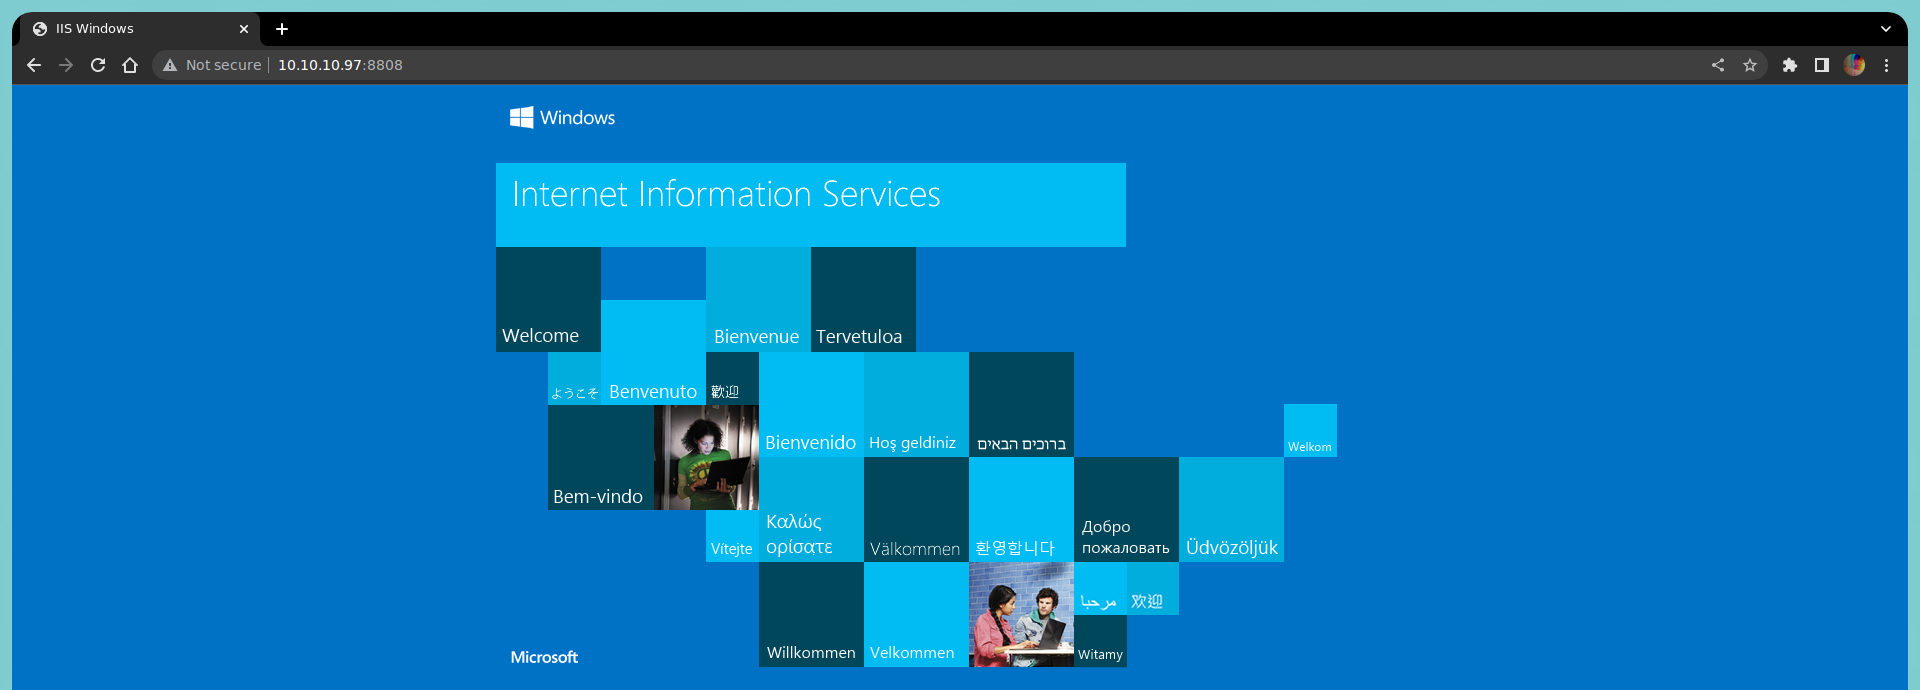 IIS Windows
Not secure
10.10.10.97:8808
Windows
Internet Information Services
Welcome
Bienvenue
Tervetuloa
ようこそ
Benvenuto
歡迎
Bienvenido
Hoş geldiniz
ברוכים הבאים
Welkom
Bem-vindo
Vítejte
Καλώς
ορίσατε
Välkommen
환영합니다
Добро
пожаловать
Üdvözöljük
مرحبا
欢迎
Willkommen
Velkommen
Witamy
Microsoft